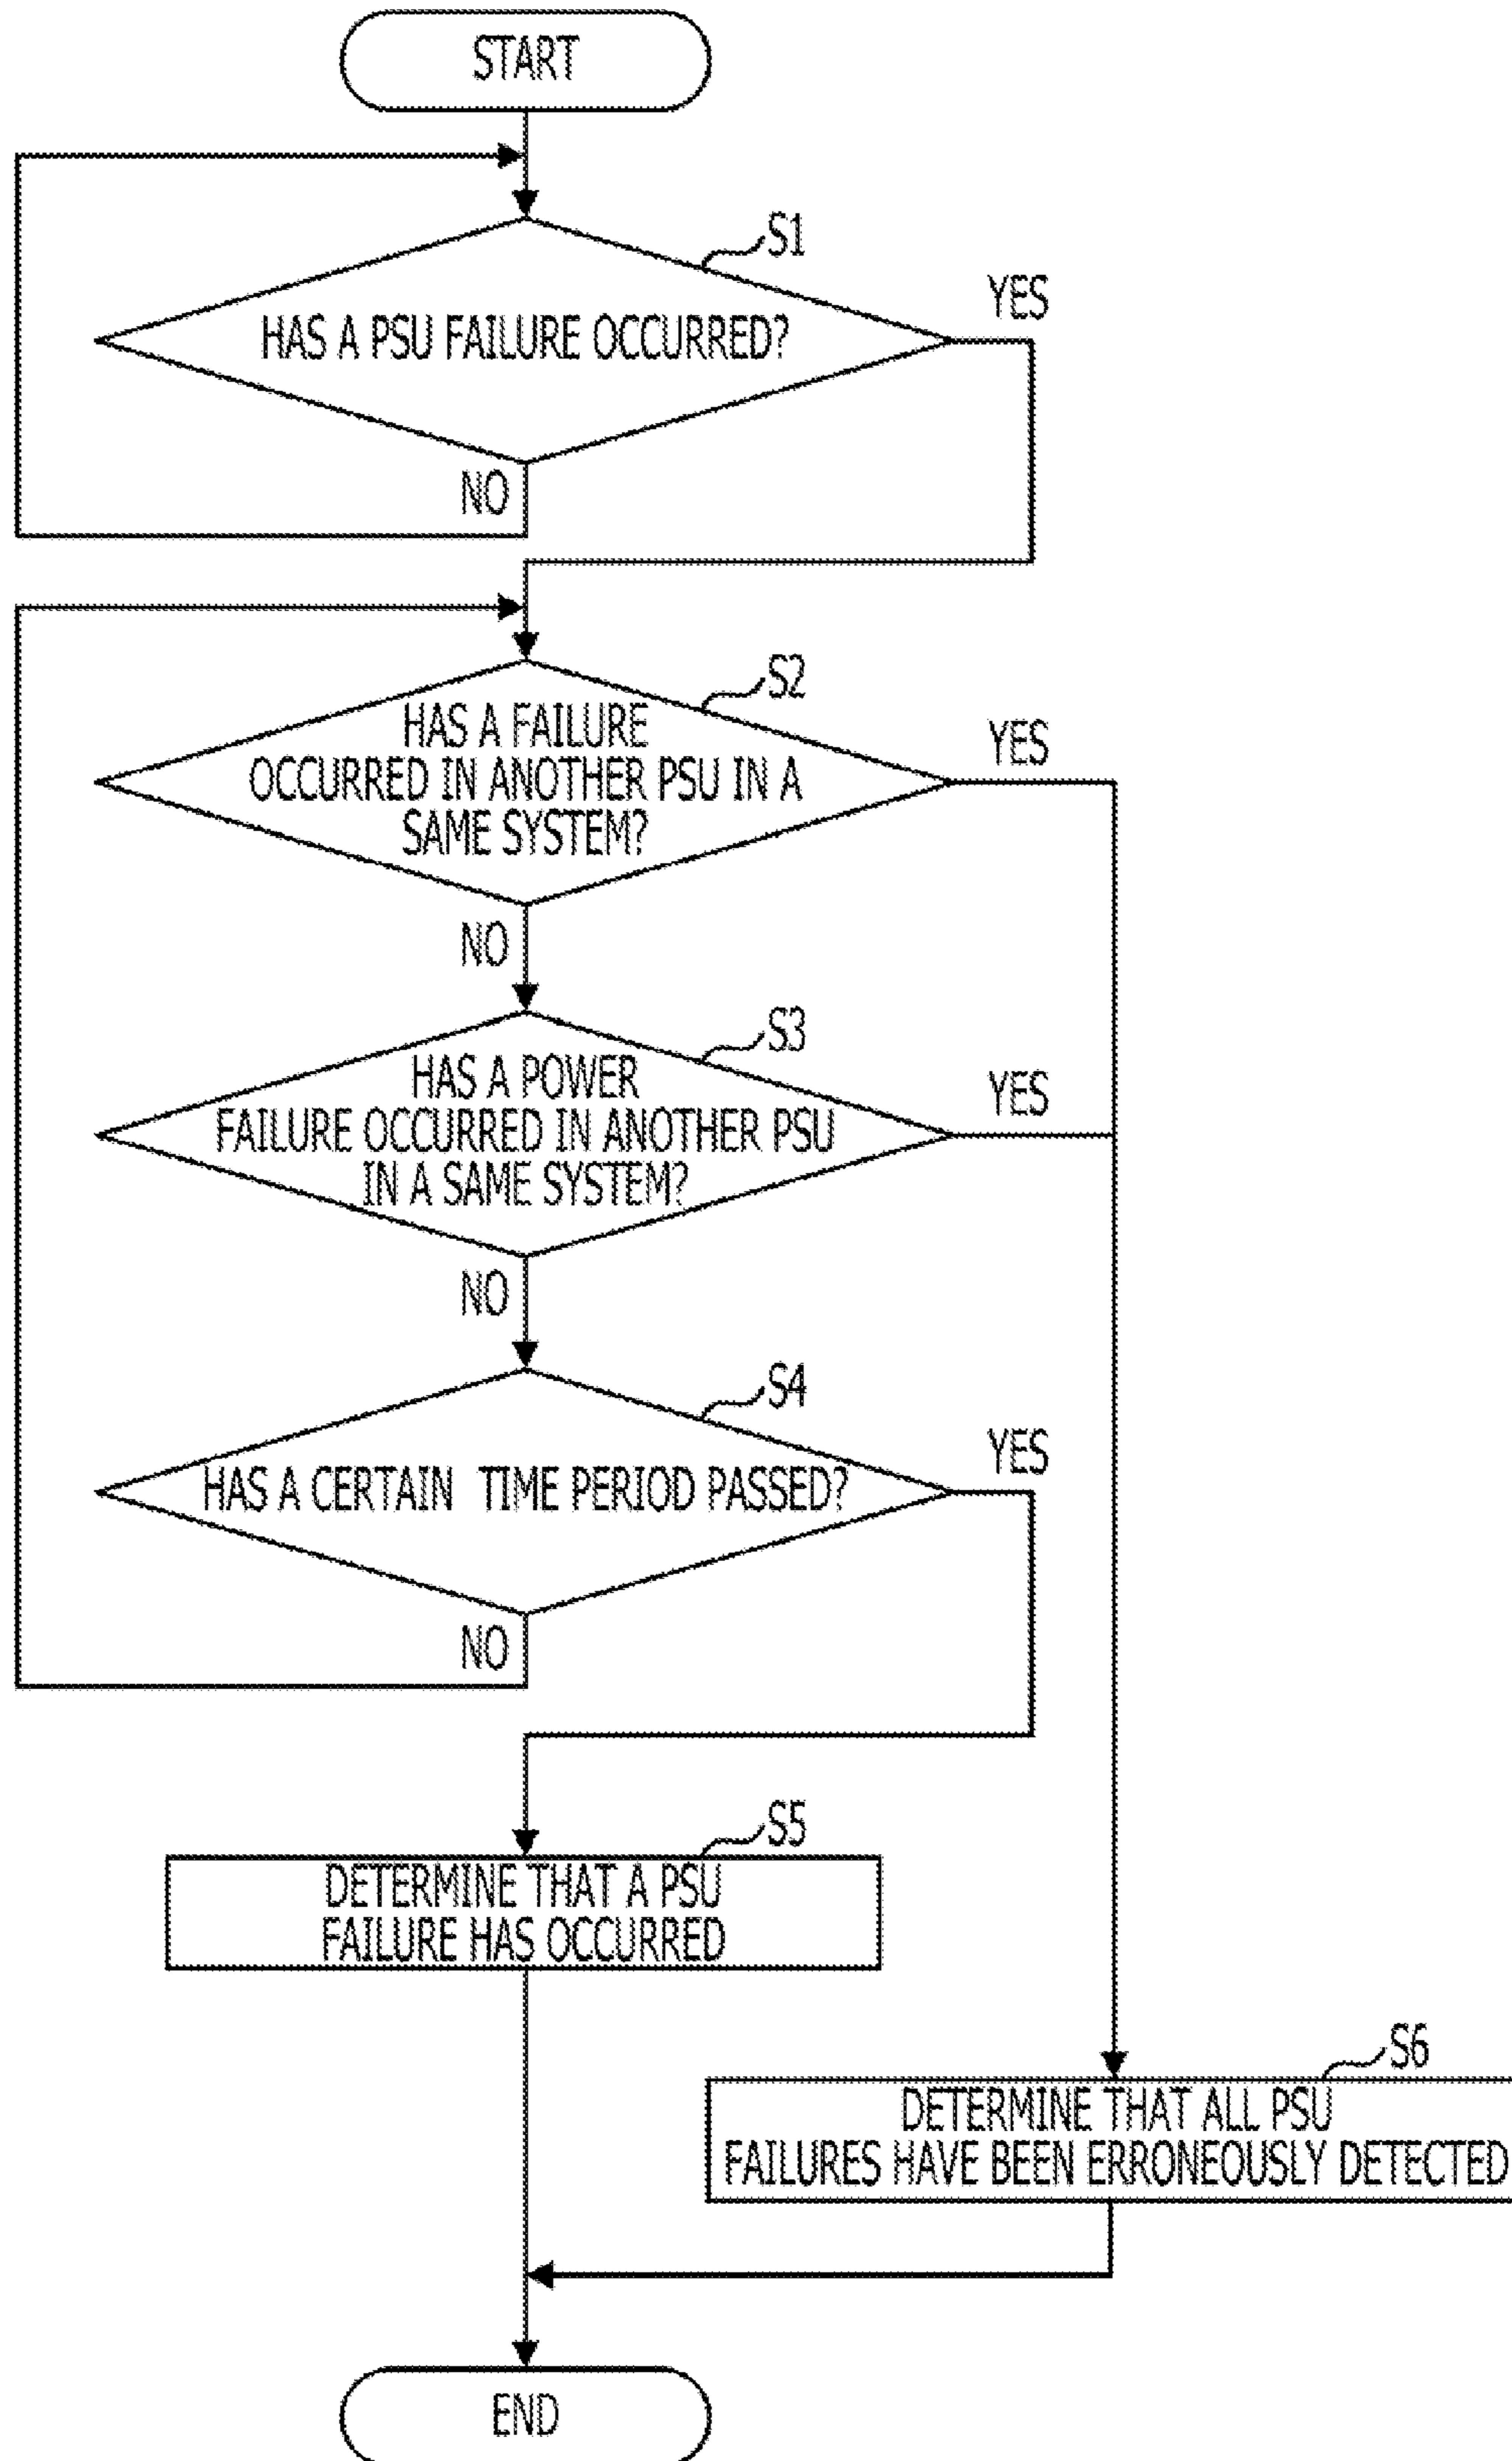 START
S1
HAS A PSU FAILURE OCCURRED?
YES
NO
S2
HAS A FAILURE
OCCURRED IN ANOTHER PSU IN A
SAME SYSTEM?
YES
NO
S3
HAS A POWER
FAILURE OCCURRED IN ANOTHER PSU
IN A SAME SYSTEM?
YES
NO
S4
HAS A CERTAIN TIME PERIOD PASSED?
YES
NO
S5
DETERMINE THAT A PSU
FAILURE HAS OCCURRED
S6
DETERMINE THAT ALL PSU
FAILURES HAVE BEEN ERRONEOUSLY DETECTED
END